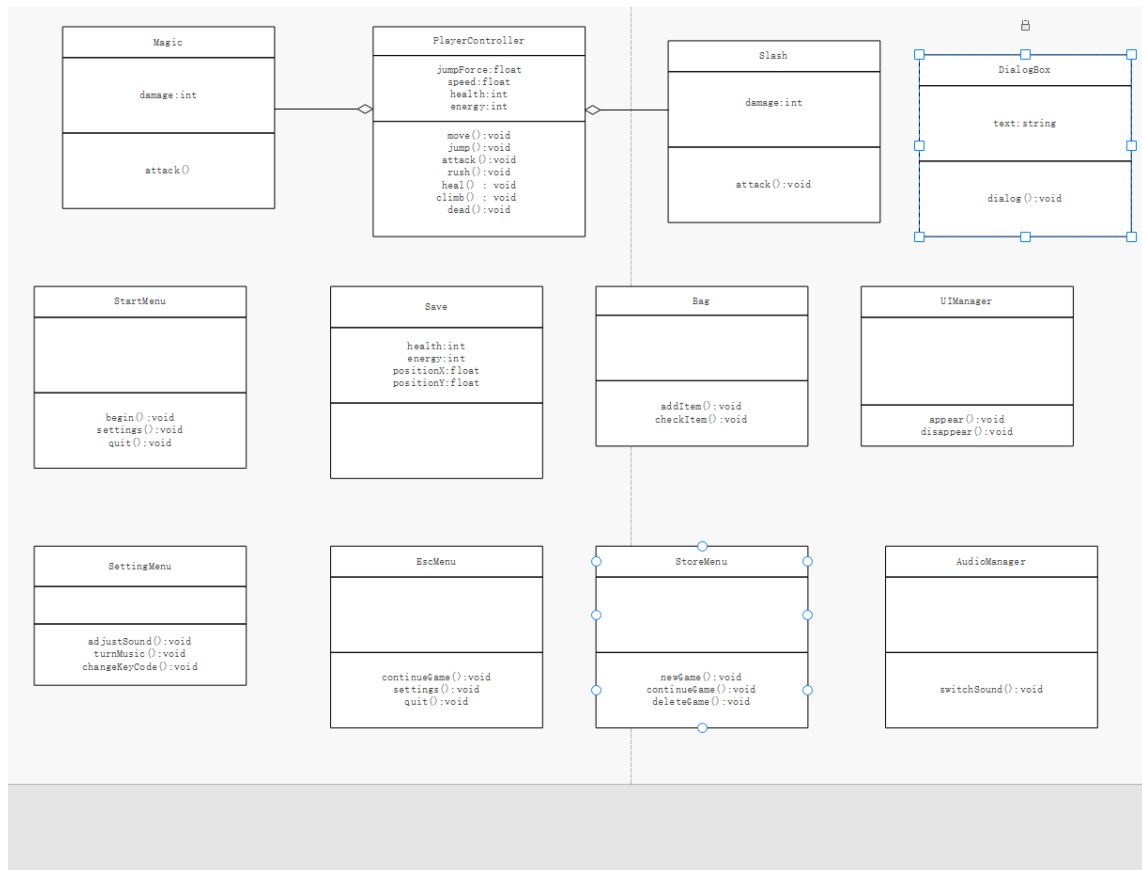 Magic
damage:int
attack()
PlayerController
jumpForce:float
speed:float
health:int
energy:int
move():void
jump():void
attack():void
rush():void
heal() : void
climb() : void
dead():void
Slash
damage:int
attack():void
DialogBox
text:string
dialog():void
StartMenu
begin():void
settings():void
quit():void
Save
health:int
energy:int
positionX:float
positionY:float
Bag
addItem():void
checkItem():void
UIManager
appear():void
disappear():void
SettingMenu
adjustSound():void
turnMusic():void
changeKeyCode():void
EscMenu
continueGame():void
settings():void
quit():void
StoreMenu
newGame():void
continueGame():void
deleteGame():void
AudioManager
switchSound():void